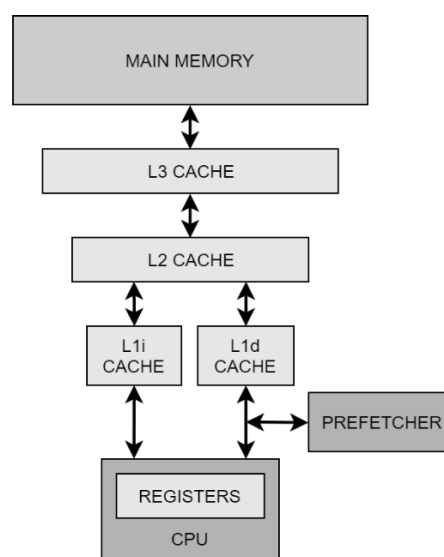 MAIN MEMORY
L3 CACHE
L2 CACHE
L1i
CACHE
L1d
CACHE
PREFETCHER
REGISTERS
CPU